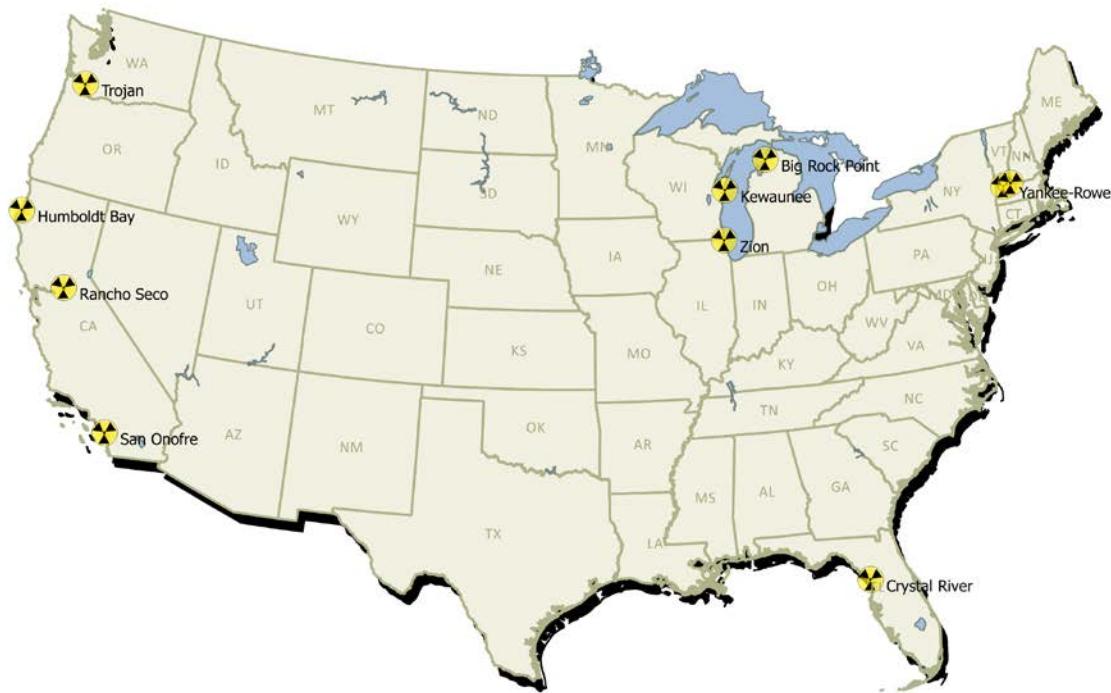 WA
Trojan
MT
ND
ME
OR
ID
MN
VT
NH
Big Rock Point
SD
WI
Kewaunee
NY
Yankee-Rowe
Humboldt Bay
WY
CT
Zion
IA
PA
NE
NJ
Rancho Seco
UT
IL
IN
OH
MD
DE
CA
CO
WV
KS
MO
VA
KY
NC
San Onofre
TN
AZ
NM
OK
AR
SC
MS
AL
GA
TX
LA
Crystal River